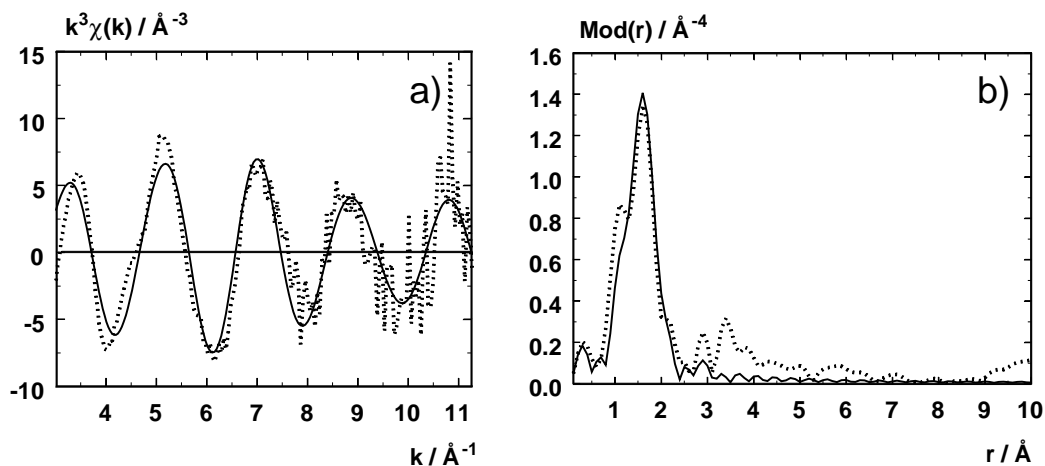 k³χ(k) / Å⁻³
a)
15
10
5
0
-5
-10
4 5 6 7 8 9 10 11
k / Å⁻¹
Mod(r) / Å⁻⁴
b)
1.6
1.4
1.2
1.0
0.8
0.6
0.4
0.2
0.0
1 2 3 4 5 6 7 8 9 10
r / Å